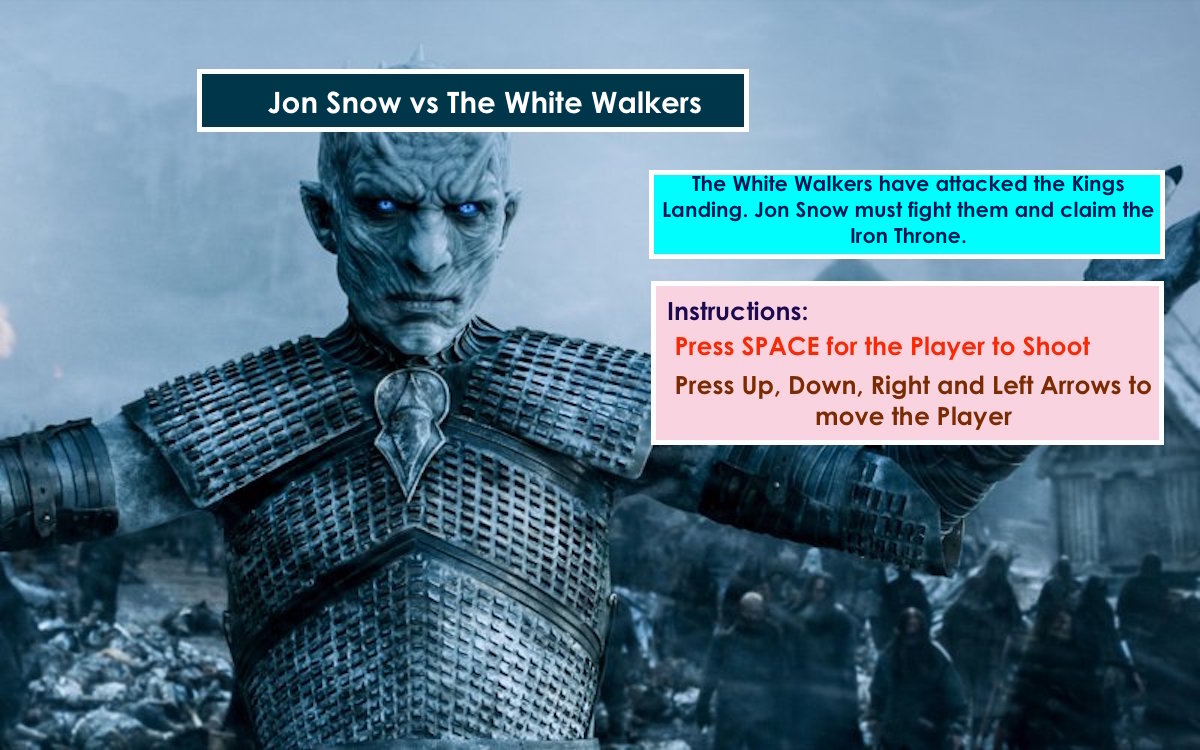 Jon Snow vs The White Walkers
The White Walkers have attacked the Kings
Landing. Jon Snow must fight them and claim the
Iron Throne.
Instructions:
Press SPACE for the Player to Shoot
Press Up, Down, Right and Left Arrows to
move the Player